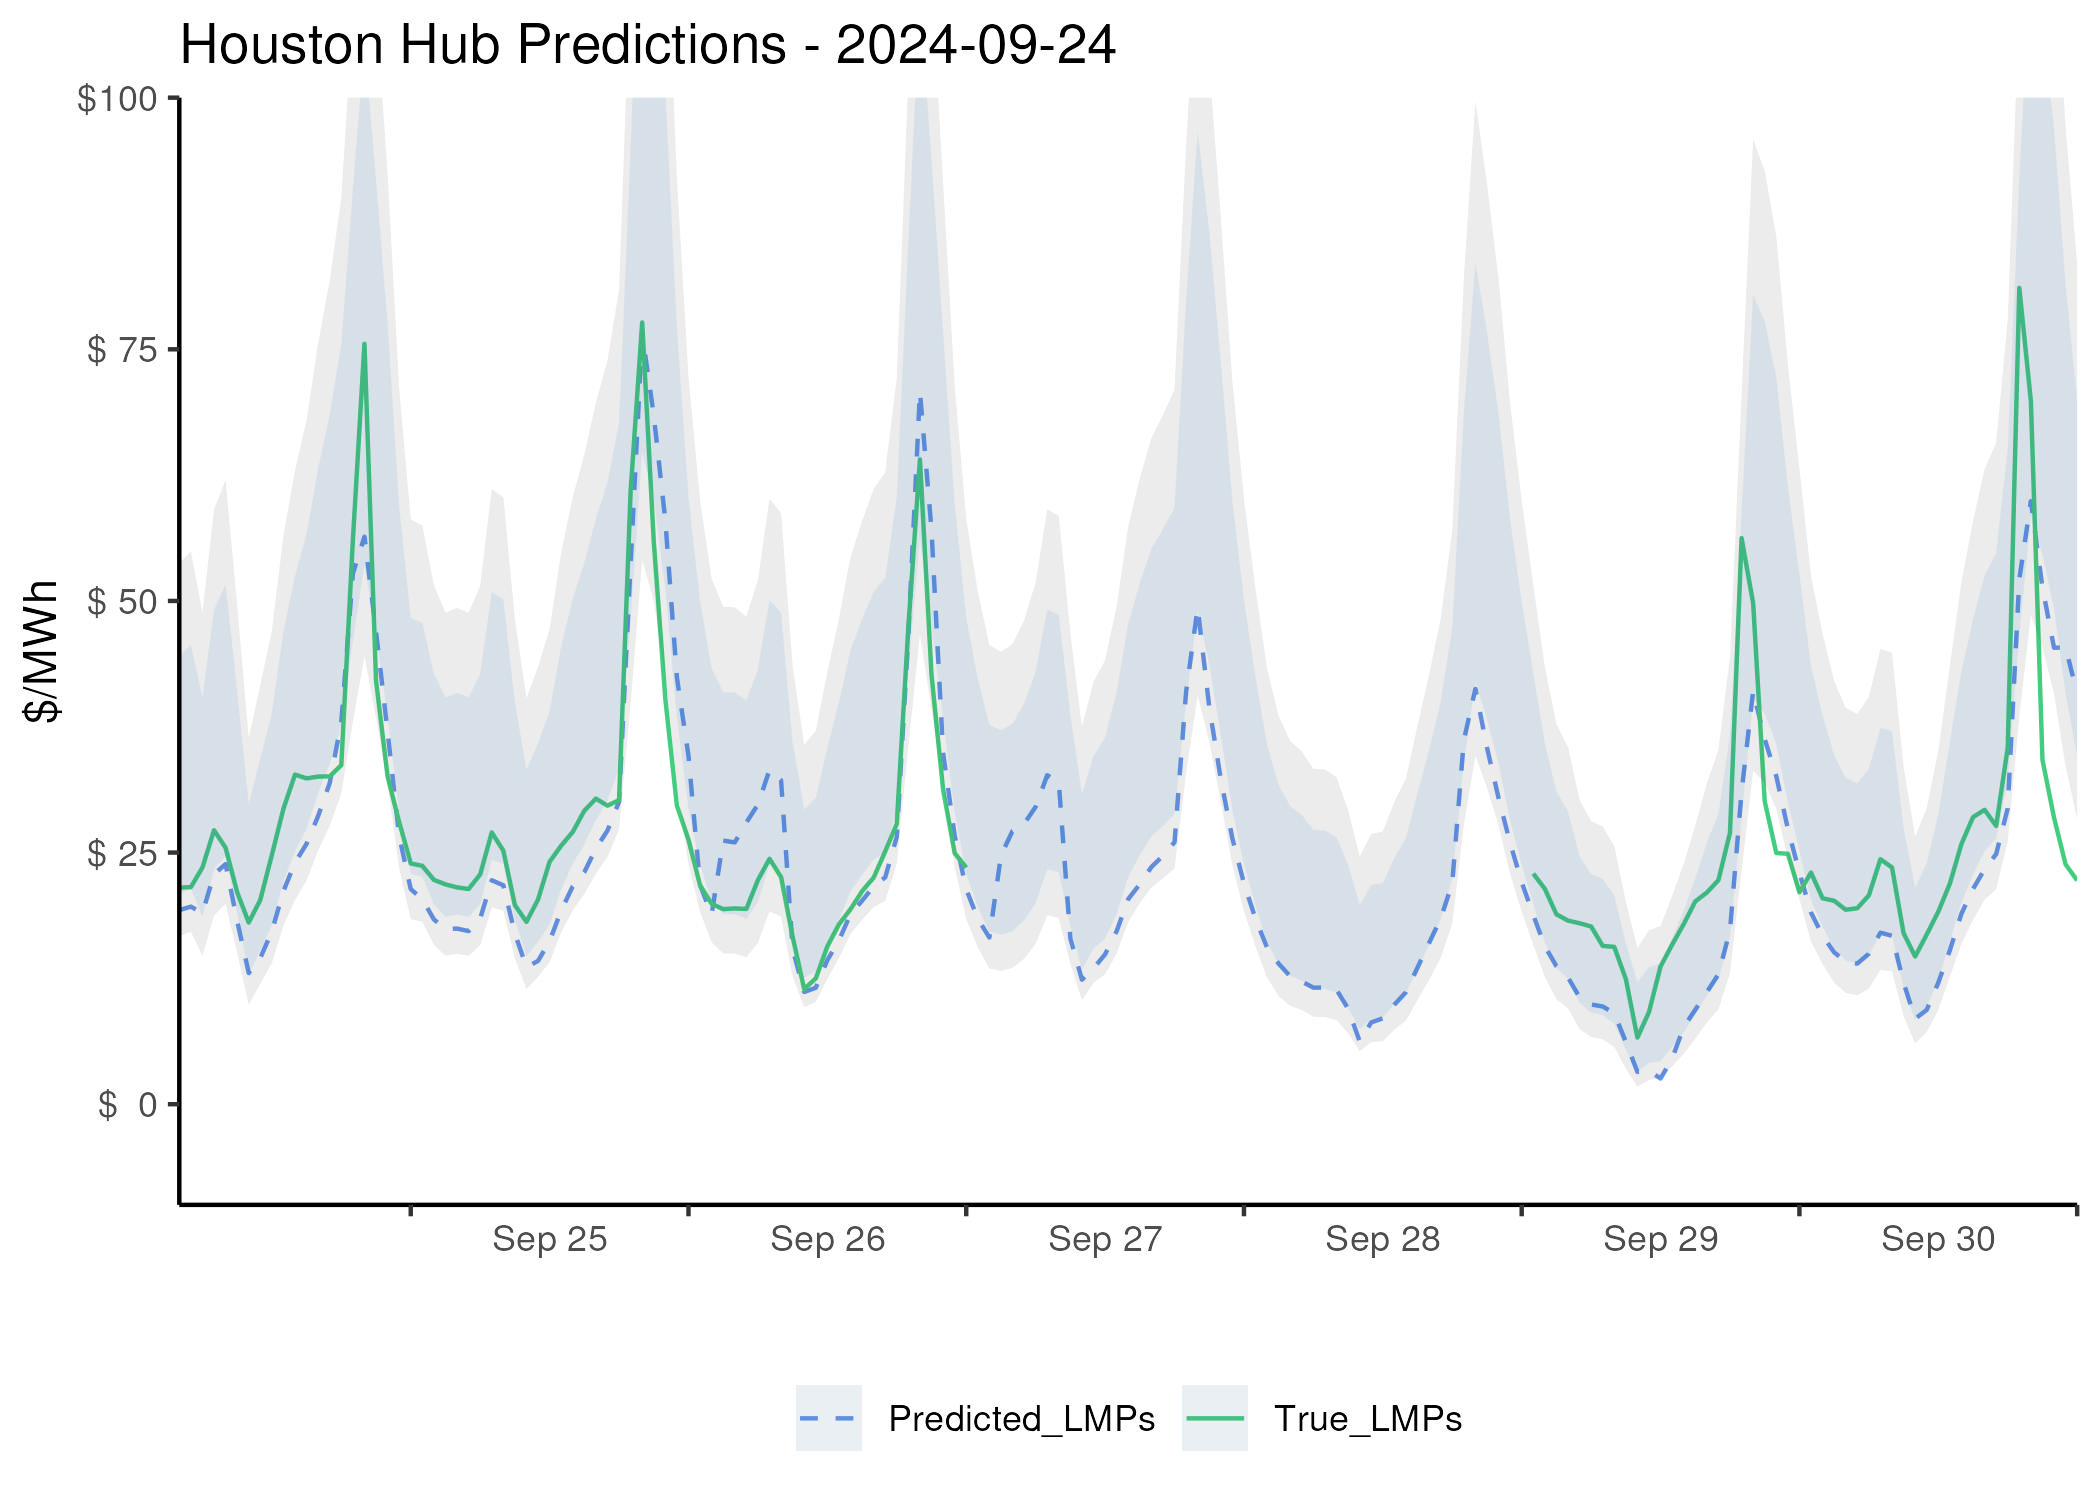 Houston Hub Predictions - 2024-09-24
$100
$ 75
$ 50
$ 25
$ 0
$/MWh
Sep 25 Sep 26 Sep 27 Sep 28 Sep 29 Sep 30
Predicted_LMPs True_LMPs